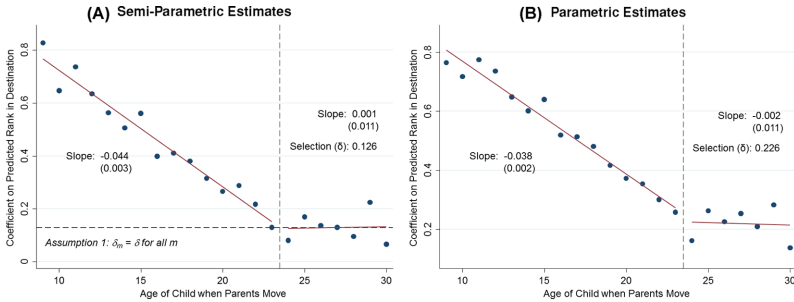 (A) Semi-Parametric Estimates
Coefficient on Predicted Rank in Destination
0.8
0.6
0.4
0.2
0
Slope: 0.001
(0.011)
Selection (δ): 0.126
Slope: -0.044
(0.003)
Assumption 1: δm = δ for all m
10 15 20 25 30
Age of Child when Parents Move
(B) Parametric Estimates
Coefficient on Predicted Rank in Destination
0.8
0.6
0.4
0.2
Slope: -0.002
(0.011)
Selection (δ): 0.226
Slope: -0.038
(0.002)
10 15 20 25 30
Age of Child when Parents Move